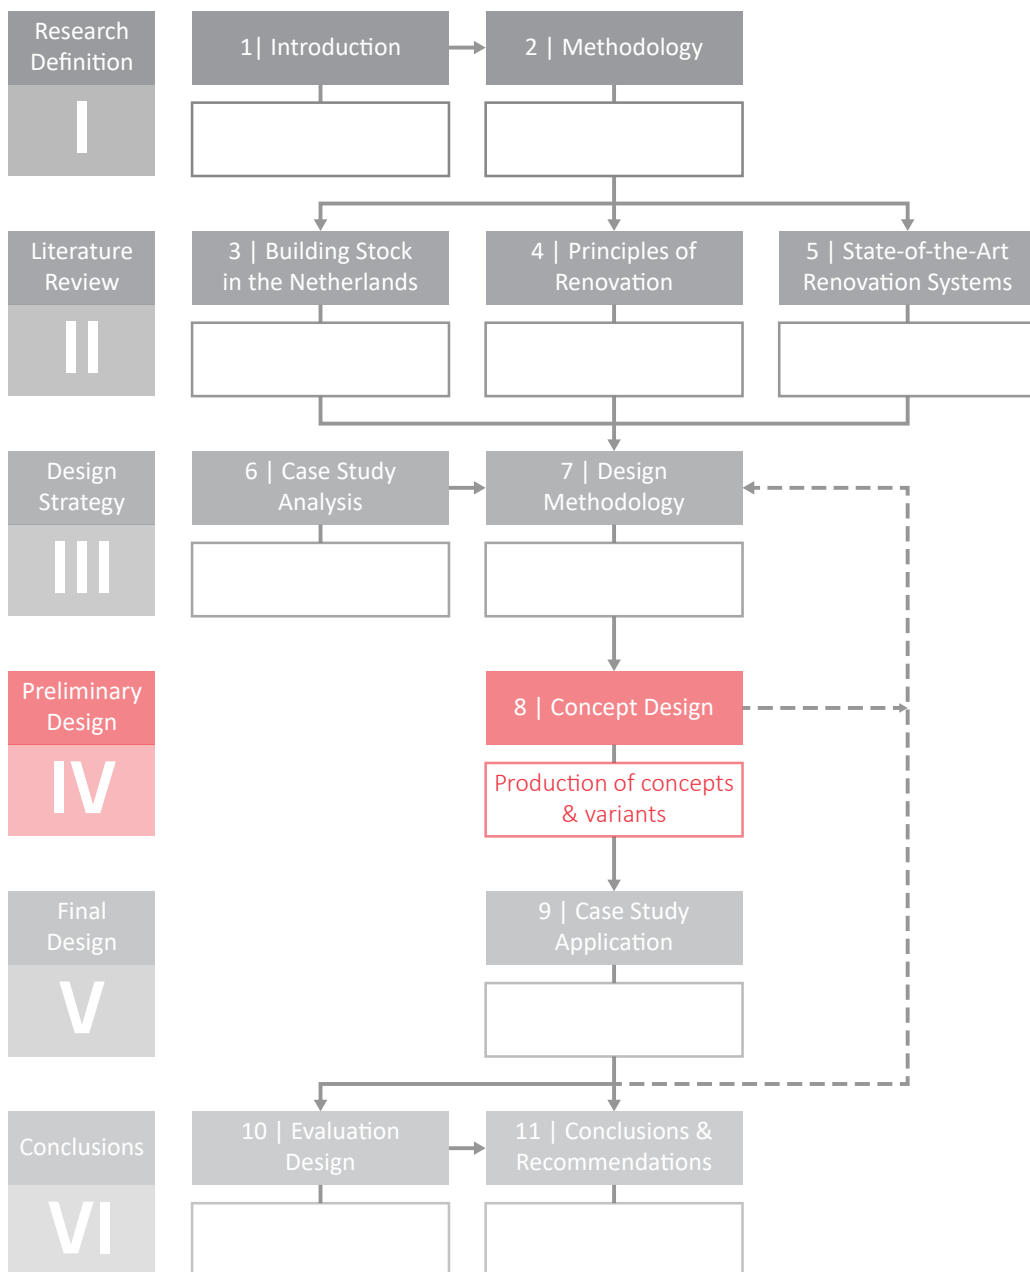 Research
Definition
I
1| Introduction
2 | Methodology
Literature
Review
II
3 | Building Stock
in the Netherlands
4 | Principles of
Renovation
5 | State-of-the-Art
Renovation Systems
Design
Strategy
III
6 | Case Study
Analysis
7 | Design
Methodology
Preliminary
Design
IV
8 | Concept Design
Production of concepts
& variants
Final
Design
V
9 | Case Study
Application
Conclusions
VI
10 | Evaluation
Design
11 | Conclusions &
Recommendations